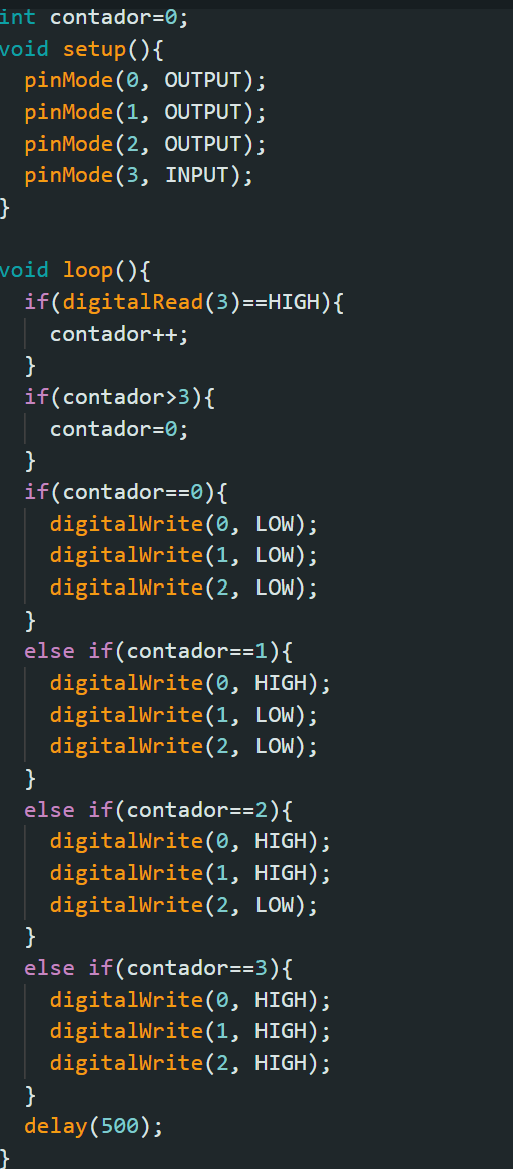 int contador=0;
void setup(){
  pinMode(0, OUTPUT);
  pinMode(1, OUTPUT);
  pinMode(2, OUTPUT);
  pinMode(3, INPUT);
}

void loop(){
  if(digitalRead(3)==HIGH){
    contador++;
  }
  if(contador>3){
    contador=0;
  }
  if(contador==0){
    digitalWrite(0, LOW);
    digitalWrite(1, LOW);
    digitalWrite(2, LOW);
  }
  else if(contador==1){
    digitalWrite(0, HIGH);
    digitalWrite(1, LOW);
    digitalWrite(2, LOW);
  }
  else if(contador==2){
    digitalWrite(0, HIGH);
    digitalWrite(1, HIGH);
    digitalWrite(2, LOW);
  }
  else if(contador==3){
    digitalWrite(0, HIGH);
    digitalWrite(1, HIGH);
    digitalWrite(2, HIGH);
  }
  delay(500);
}